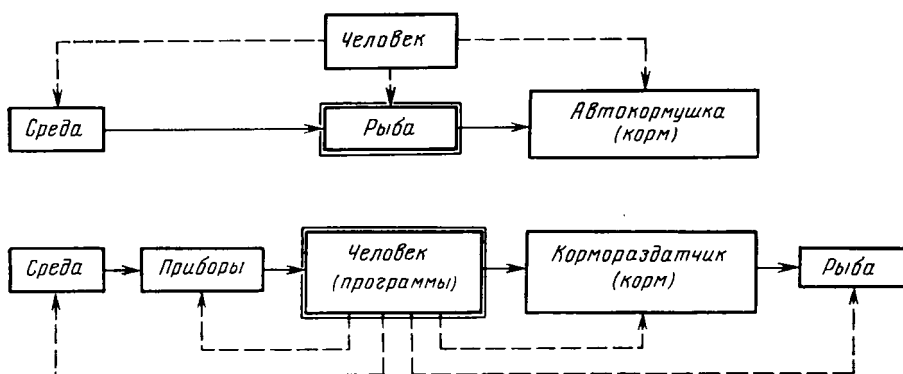 Человек
Среда
Рыба
Автокормушка
(корм)
Среда
Приборы
Человек
(программы)
Кормораздатчик
(корм)
Рыба